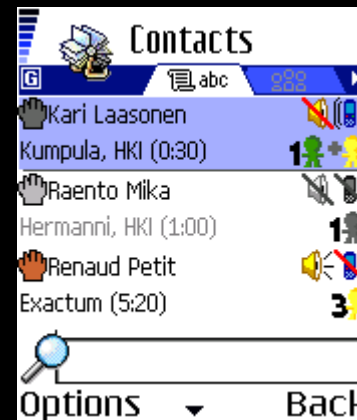 Contacts
G abc
Kari Laasonen
Kumpula, HKI (0:30) 1
Raento Mika
Hermanni, HKI (1:00) 1
Renaud Petit
Exactum (5:20) 3
Options Back